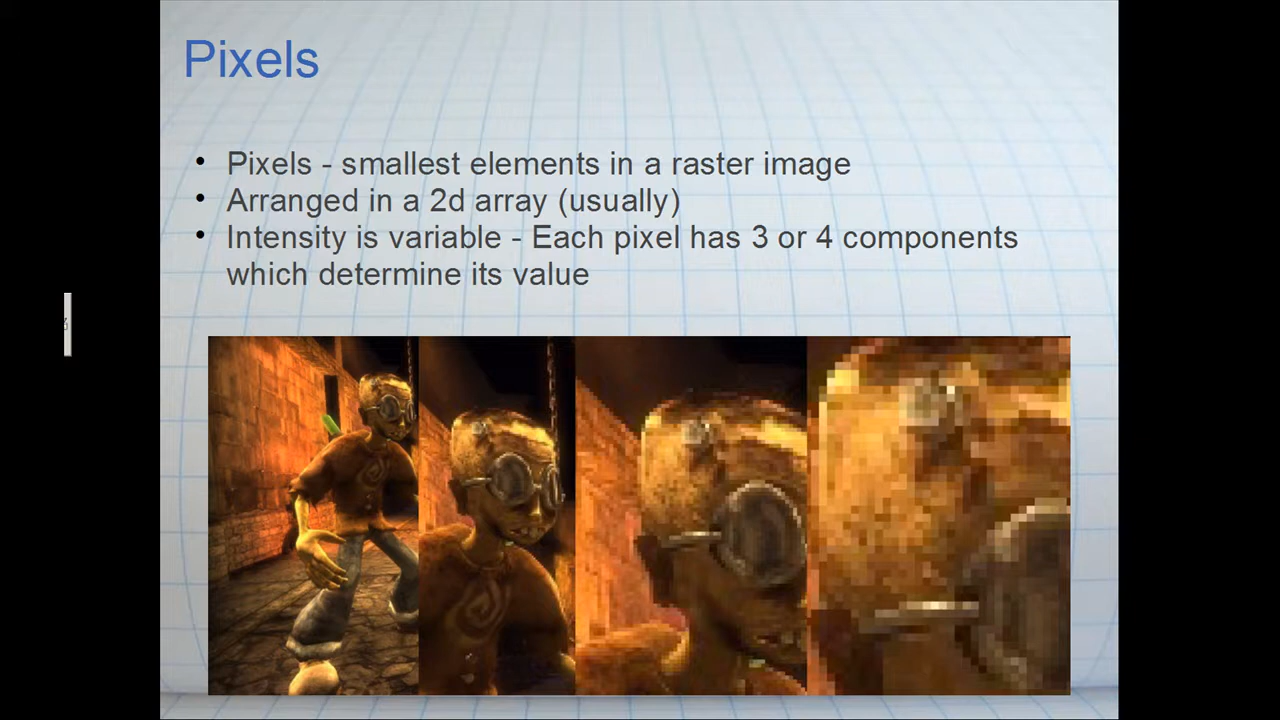 Pixels
• Pixels - smallest elements in a raster image
• Arranged in a 2d array (usually)
• Intensity is variable - Each pixel has 3 or 4 components
which determine its value